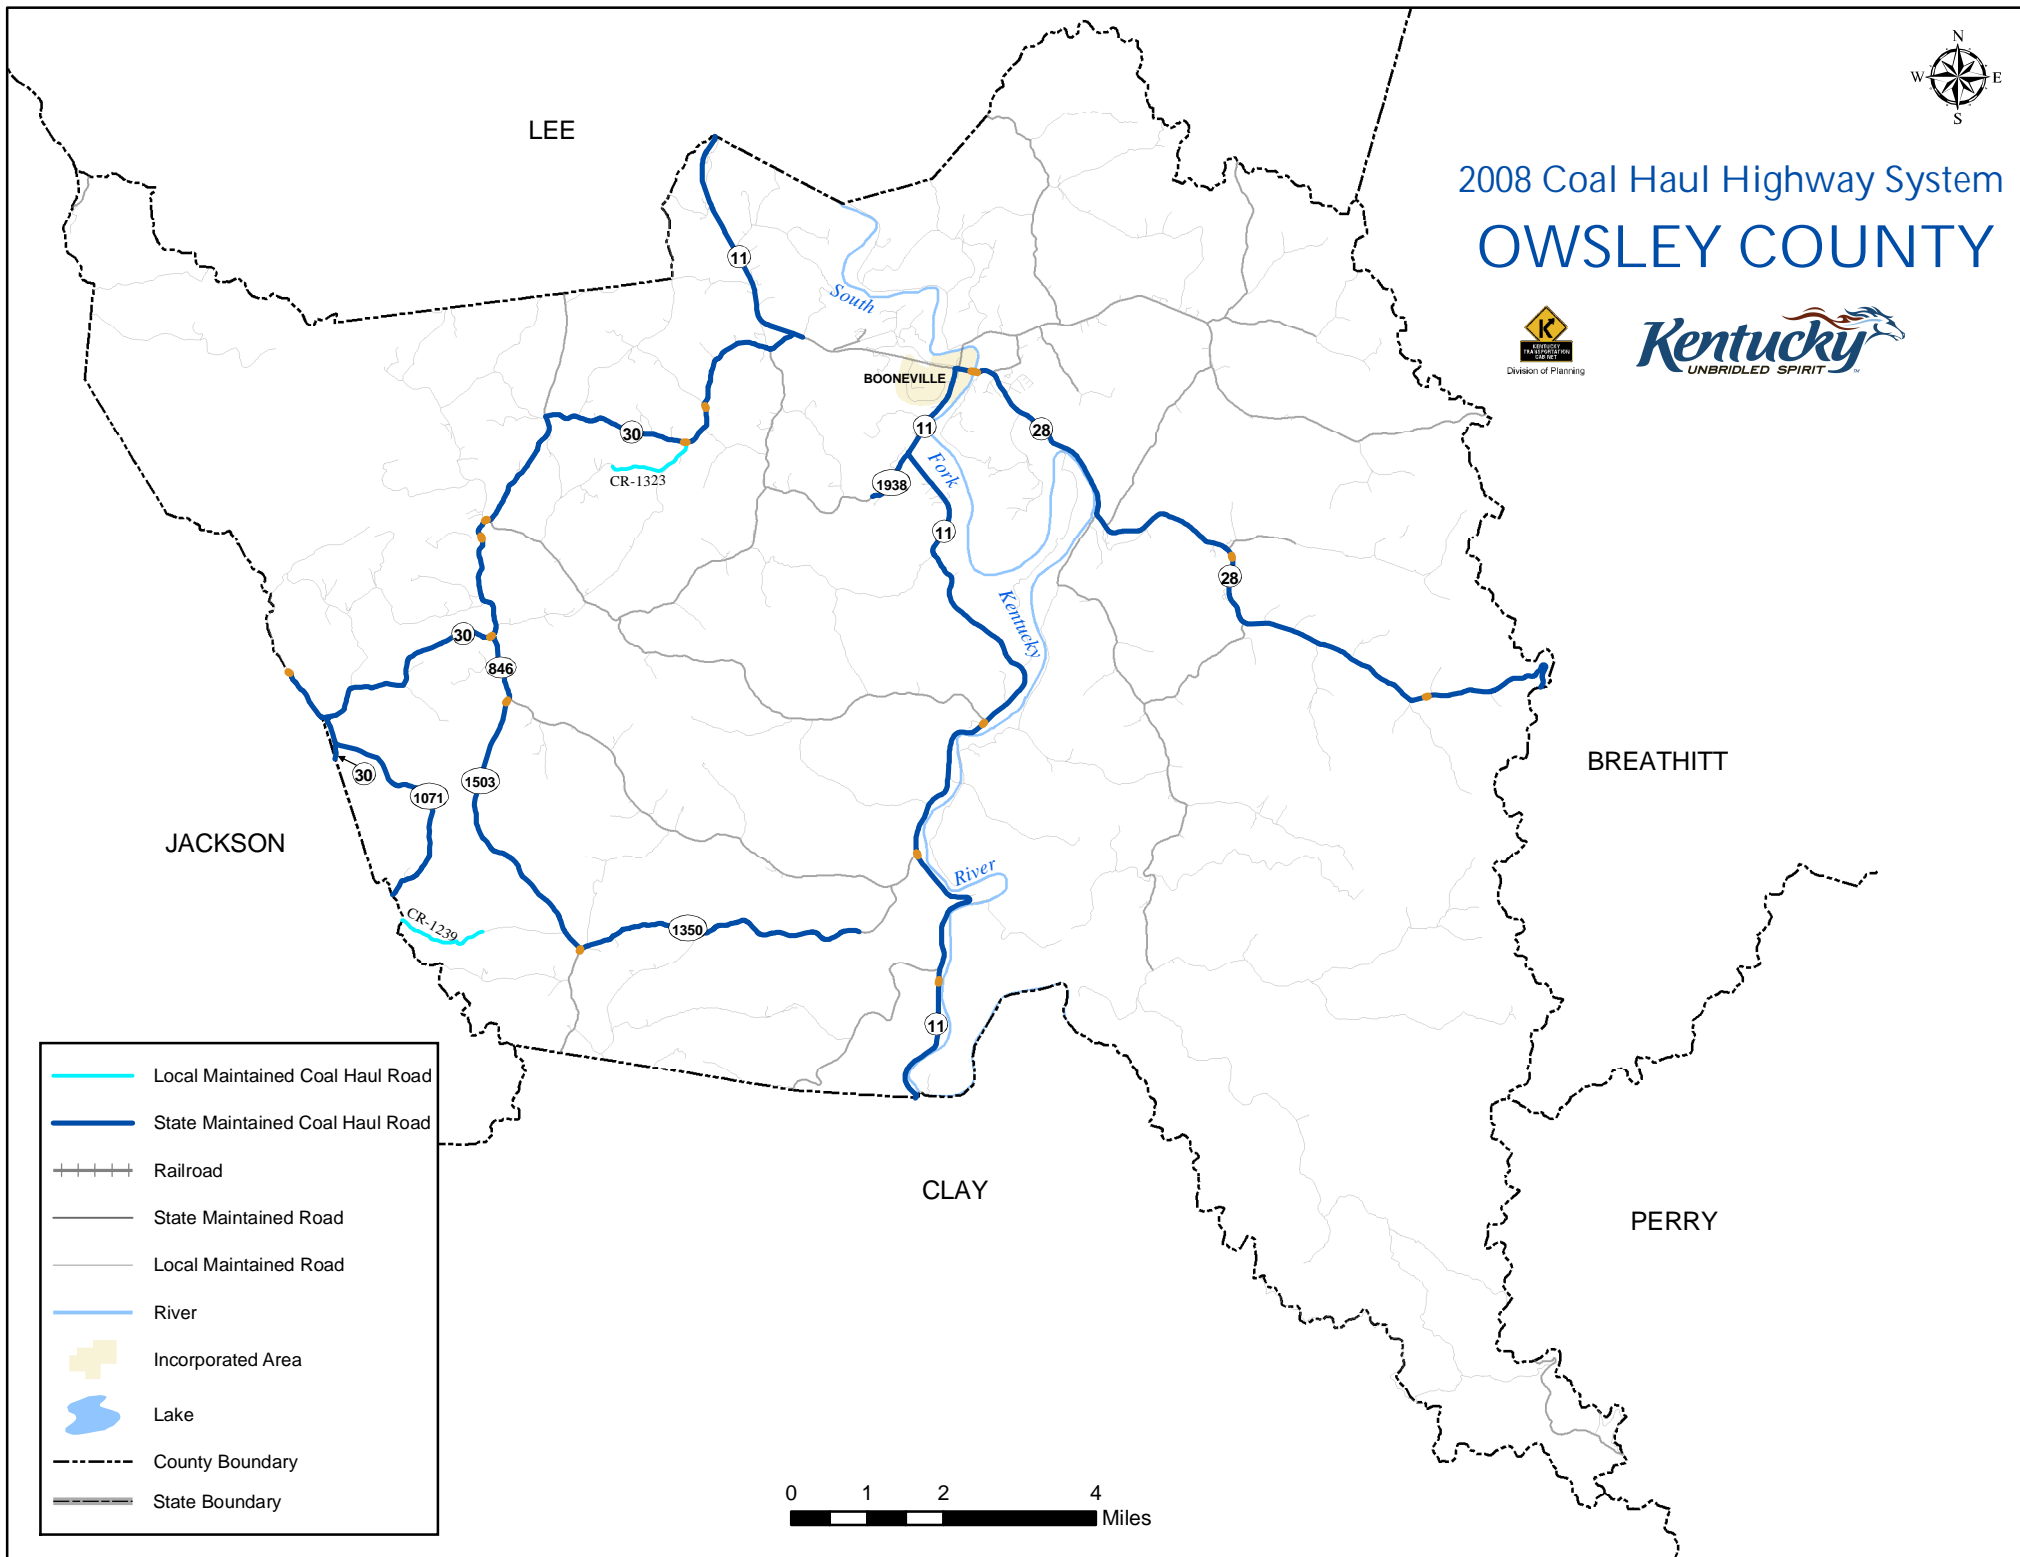 N
W E
S
2008 Coal Haul Highway System
OWSLEY COUNTY
KENTUCKY
TRANSPORTATION
CABINET
Division of Planning
Kentucky
UNBRIDLED SPIRIT
LEE
11
South
BOONEVILLE
11
28
30
Fork
CR-1323
1938
11
28
Kentucky
30
846
30
1503
1071
BREATHITT
JACKSON
River
CR-1239
1350
11
CLAY
PERRY
Local Maintained Coal Haul Road
State Maintained Coal Haul Road
Railroad
State Maintained Road
Local Maintained Road
River
Incorporated Area
Lake
County Boundary
State Boundary
0 1 2 4
Miles